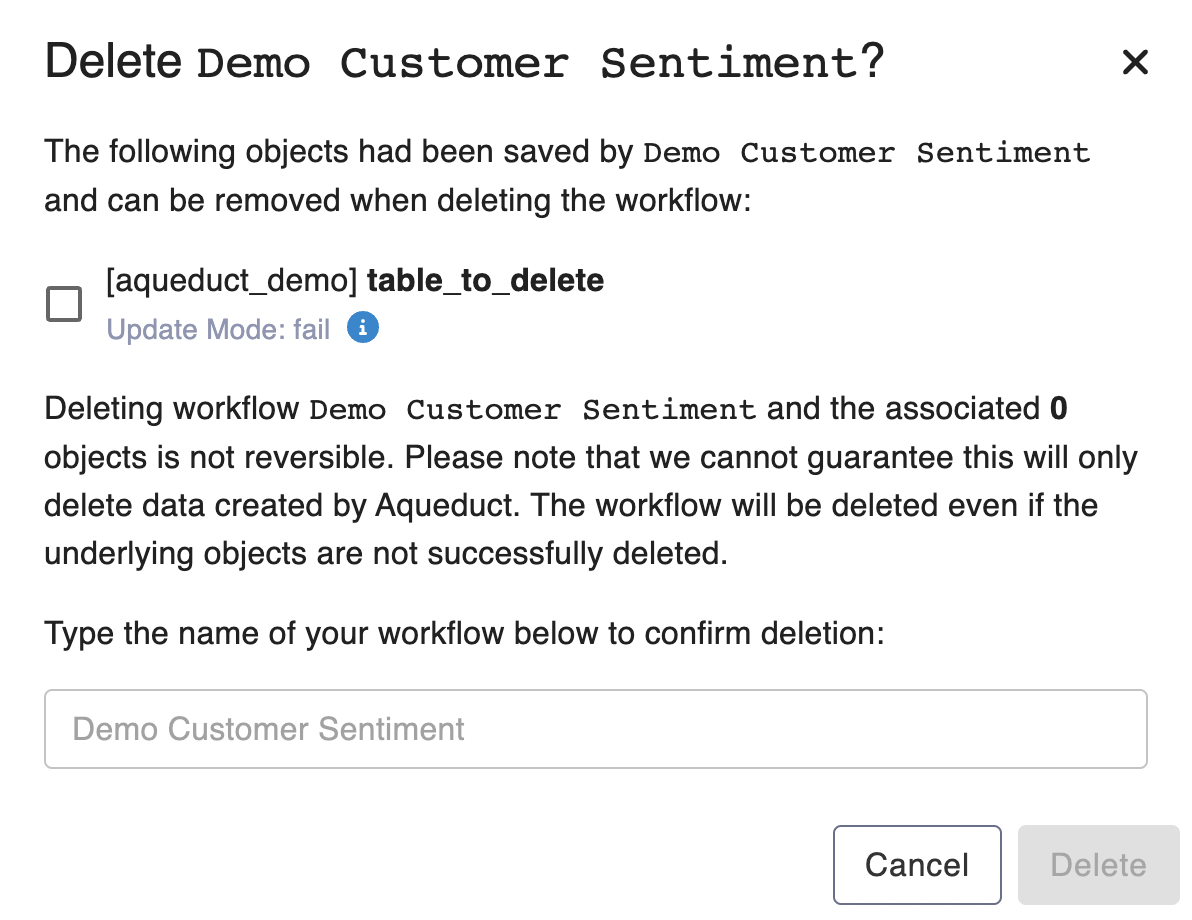 Delete Demo Customer Sentiment?
The following objects had been saved by Demo Customer Sentiment
and can be removed when deleting the workflow:
[aqueduct_demo] table_to_delete
Update Mode: fail
Deleting workflow Demo Customer Sentiment and the associated 0
objects is not reversible. Please note that we cannot guarantee this will only
delete data created by Aqueduct. The workflow will be deleted even if the
underlying objects are not successfully deleted.
Type the name of your workflow below to confirm deletion:
Demo Customer Sentiment
Cancel
Delete